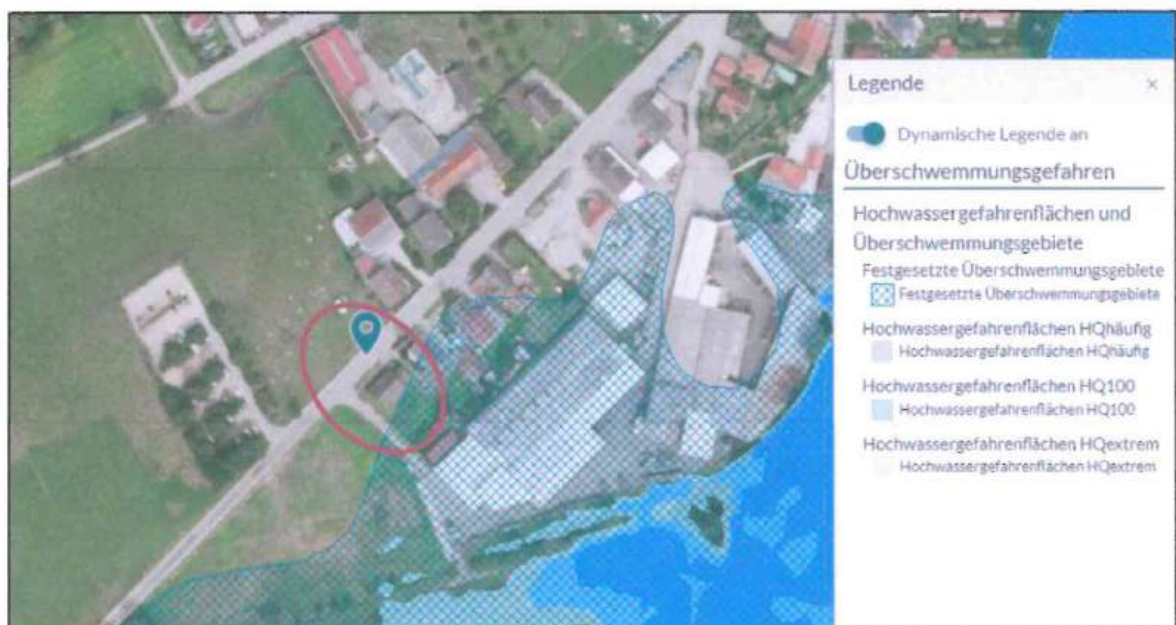 Legende ×
Dynamische Legende an
Überschwemmungsgefahren
Hochwassergefahrenflächen und
Überschwemmungsgebiete
Festgesetzte Überschwemmungsgebiete
Festgesetzte Überschwemmungsgebiete
Hochwassergefahrenflächen HQhäufig
Hochwassergefahrenflächen HQhäufig
Hochwassergefahrenflächen HQ100
Hochwassergefahrenflächen HQ100
Hochwassergefahrenflächen HQextrem
Hochwassergefahrenflächen HQextrem